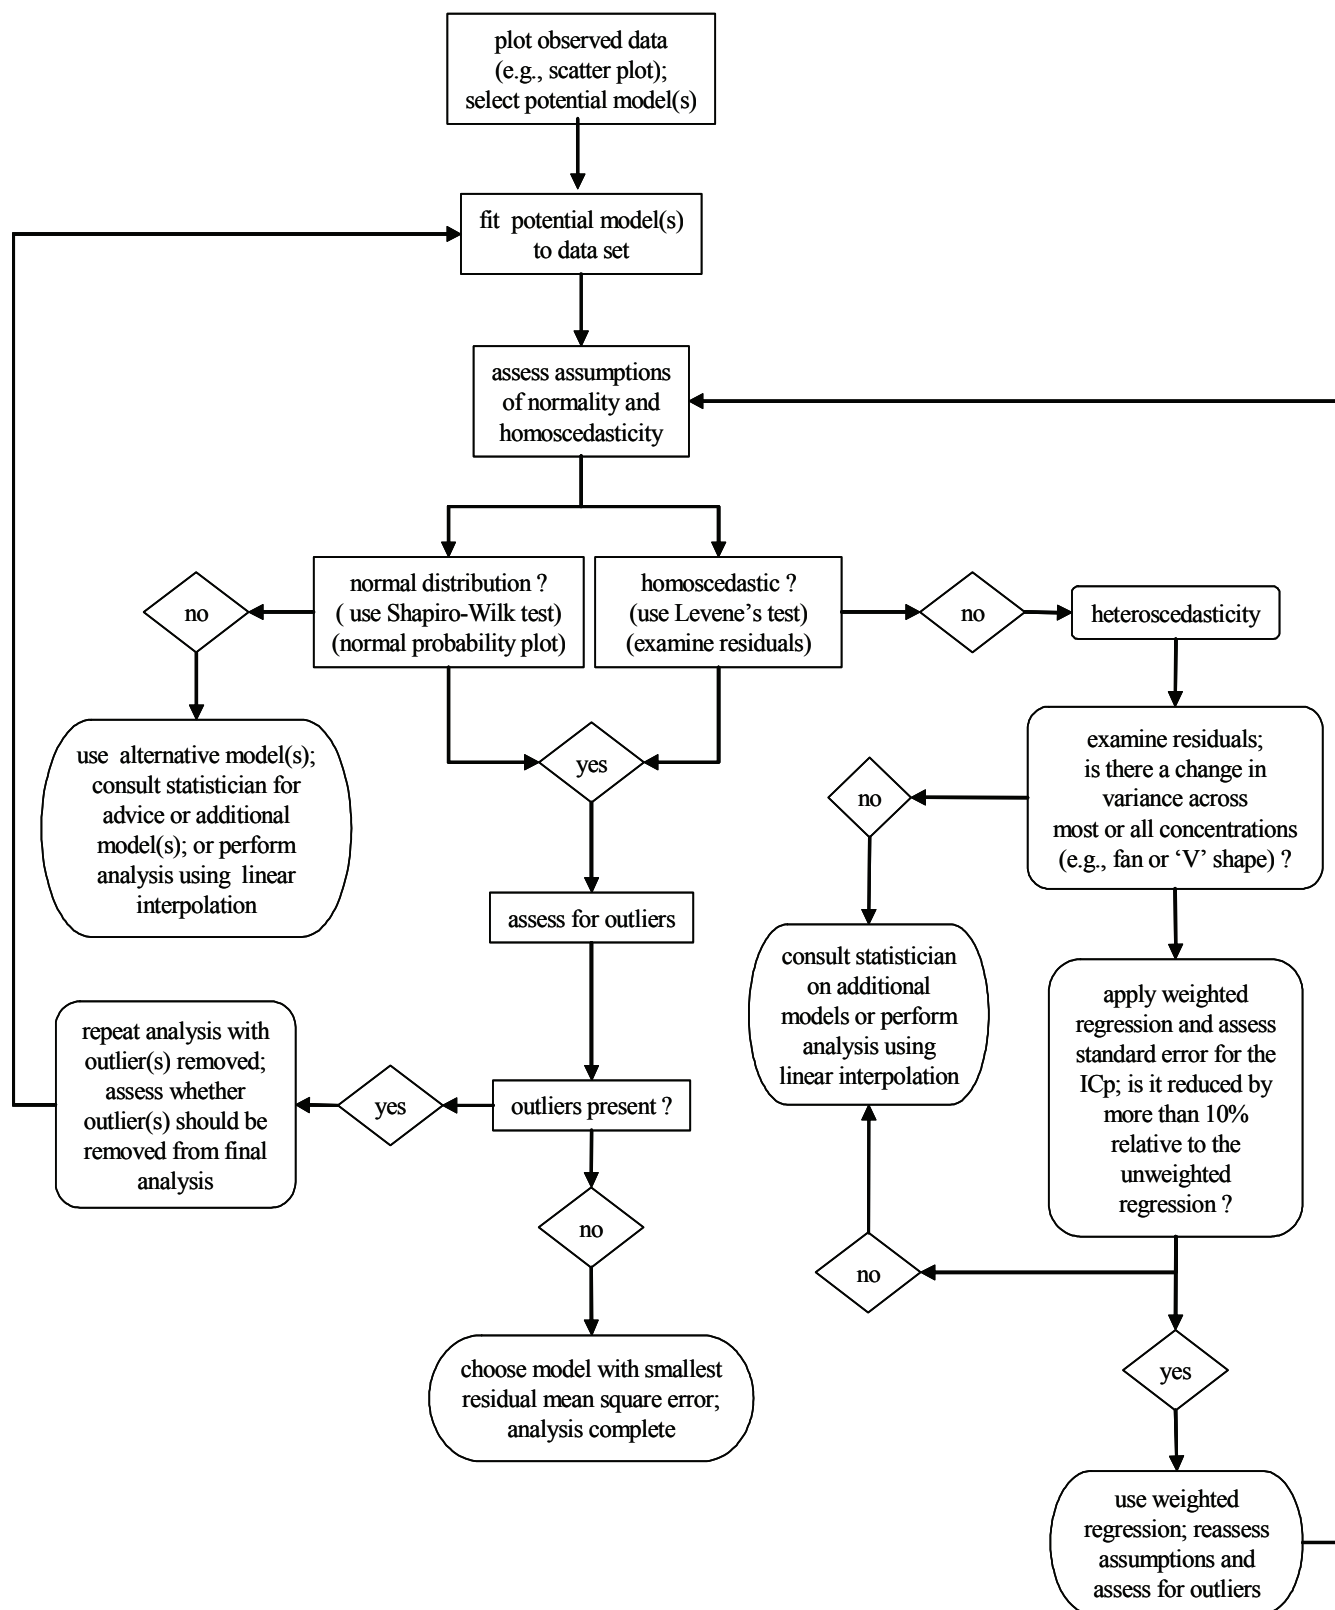 plot observed data
(e.g., scatter plot);
select potential model(s)
fit potential model(s)
to data set
assess assumptions
of normality and
homoscedasticity
no
normal distribution ?
( use Shapiro-Wilk test)
(normal probability plot)
homoscedastic ?
(use Levene's test)
(examine residuals)
no
heteroscedasticity
use alternative model(s);
consult statistician for
advice or additional
model(s); or perform
analysis using linear
interpolation
yes
no
examine residuals;
is there a change in
variance across
most or all concentrations
(e.g., fan or ‘V’ shape) ?
assess for outliers
consult statistician
on additional
models or perform
analysis using
linear interpolation
apply weighted
regression and assess
standard error for the
ICp; is it reduced by
more than 10%
relative to the
unweighted
regression ?
repeat analysis with
outlier(s) removed;
assess whether
outlier(s) should be
removed from final
analysis
yes
outliers present ?
no
no
yes
choose model with smallest
residual mean square error;
analysis complete
use weighted
regression; reassess
assumptions and
assess for outliers